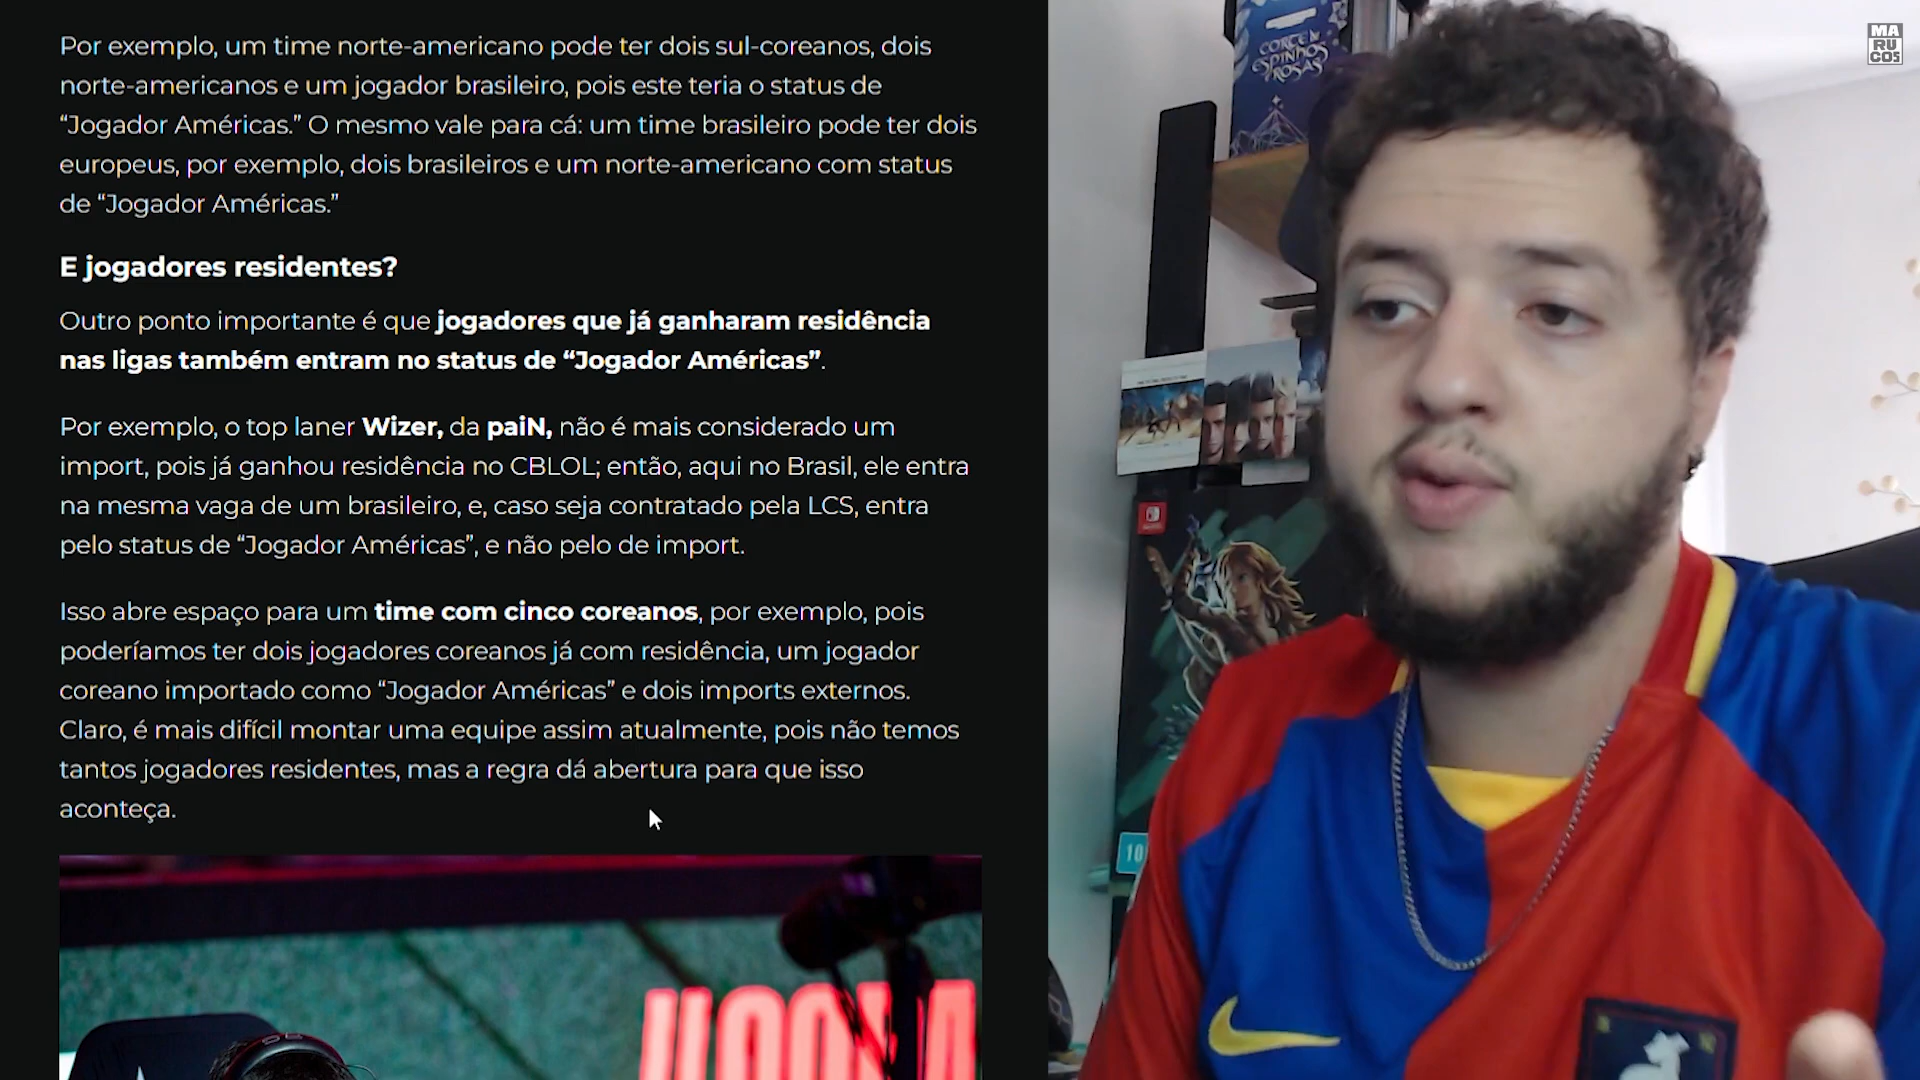 Por exemplo, um time norte-americano pode ter dois sul-coreanos, dois
norte-americanos e um jogador brasileiro, pois este teria o status de
“Jogador Américas.” O mesmo vale para cá: um time brasileiro pode ter dois
europeus, por exemplo, dois brasileiros e um norte-americano com status
de “Jogador Américas.”
E jogadores residentes?
Outro ponto importante é que jogadores que já ganharam residência
nas ligas também entram no status de “Jogador Américas”.
Por exemplo, o top laner Wizer, da paiN, não é mais considerado um
import, pois já ganhou residência no CBLOL; então, aqui no Brasil, ele entra
na mesma vaga de um brasileiro, e, caso seja contratado pela LCS, entra
pelo status de “Jogador Américas”, e não pelo de import.
Isso abre espaço para um time com cinco coreanos, por exemplo, pois
poderíamos ter dois jogadores coreanos já com residência, um jogador
coreano importado como “Jogador Américas” e dois imports externos.
Claro, é mais difícil montar uma equipe assim atualmente, pois não temos
tantos jogadores residentes, mas a regra dá abertura para que isso
aconteça.
CORTE
ESPINHOS
ROSAS
MA
RU
COS
10